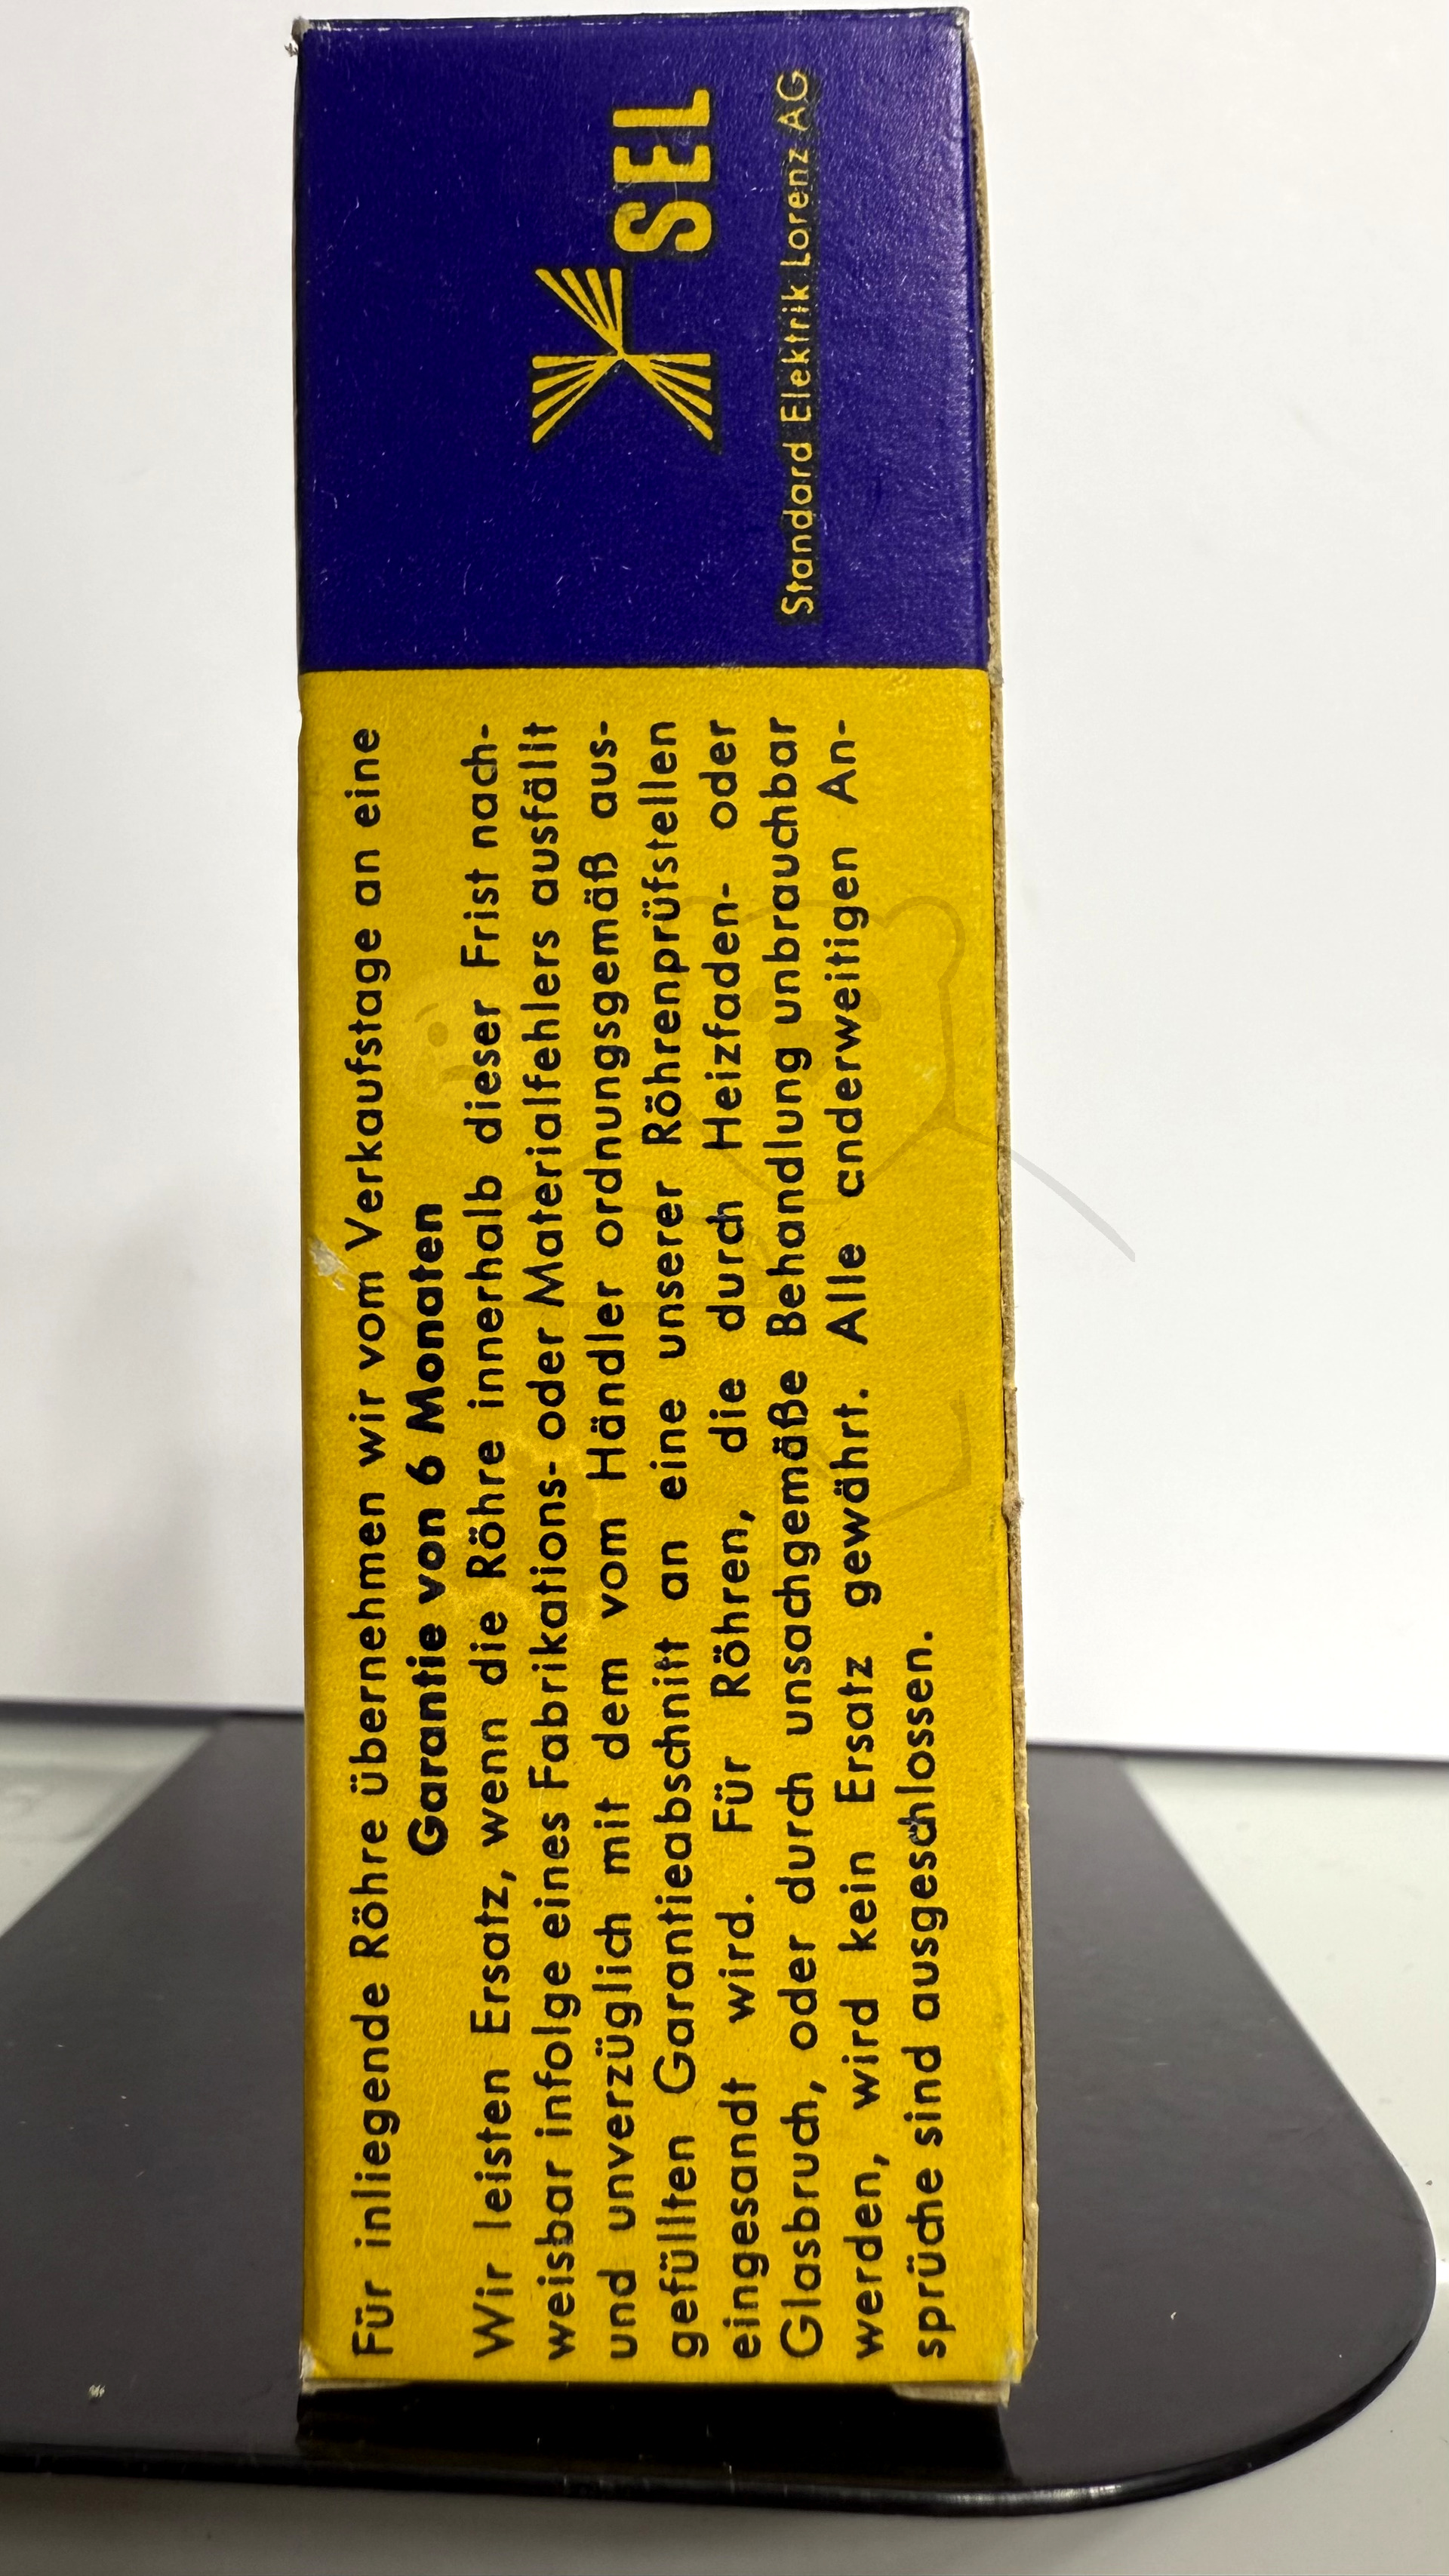 Für inliegende Röhre übernehmen wir vom Verkaufstage an eine
Garantie von 6 Monaten
Wir leisten Ersatz, wenn die Röhre innerhalb dieser Frist nach-
weisbar infolge eines Fabrikations- oder Materialfehlers ausfällt
und unverzüglich mit dem vom Händler ordnungsgemäß aus-
gefüllten Garantieabschnitt an eine unserer Röhrenprüfstellen
eingesandt wird. Für Röhren, die durch Heizfaden- oder
Glasbruch, oder durch unsachgemäße Behandlung unbrauchbar
werden, wird kein Ersatz gewährt. Alle anderweitigen An-
sprüche sind ausgeschlossen.
SEL
Standard Elektrik Lorenz AG